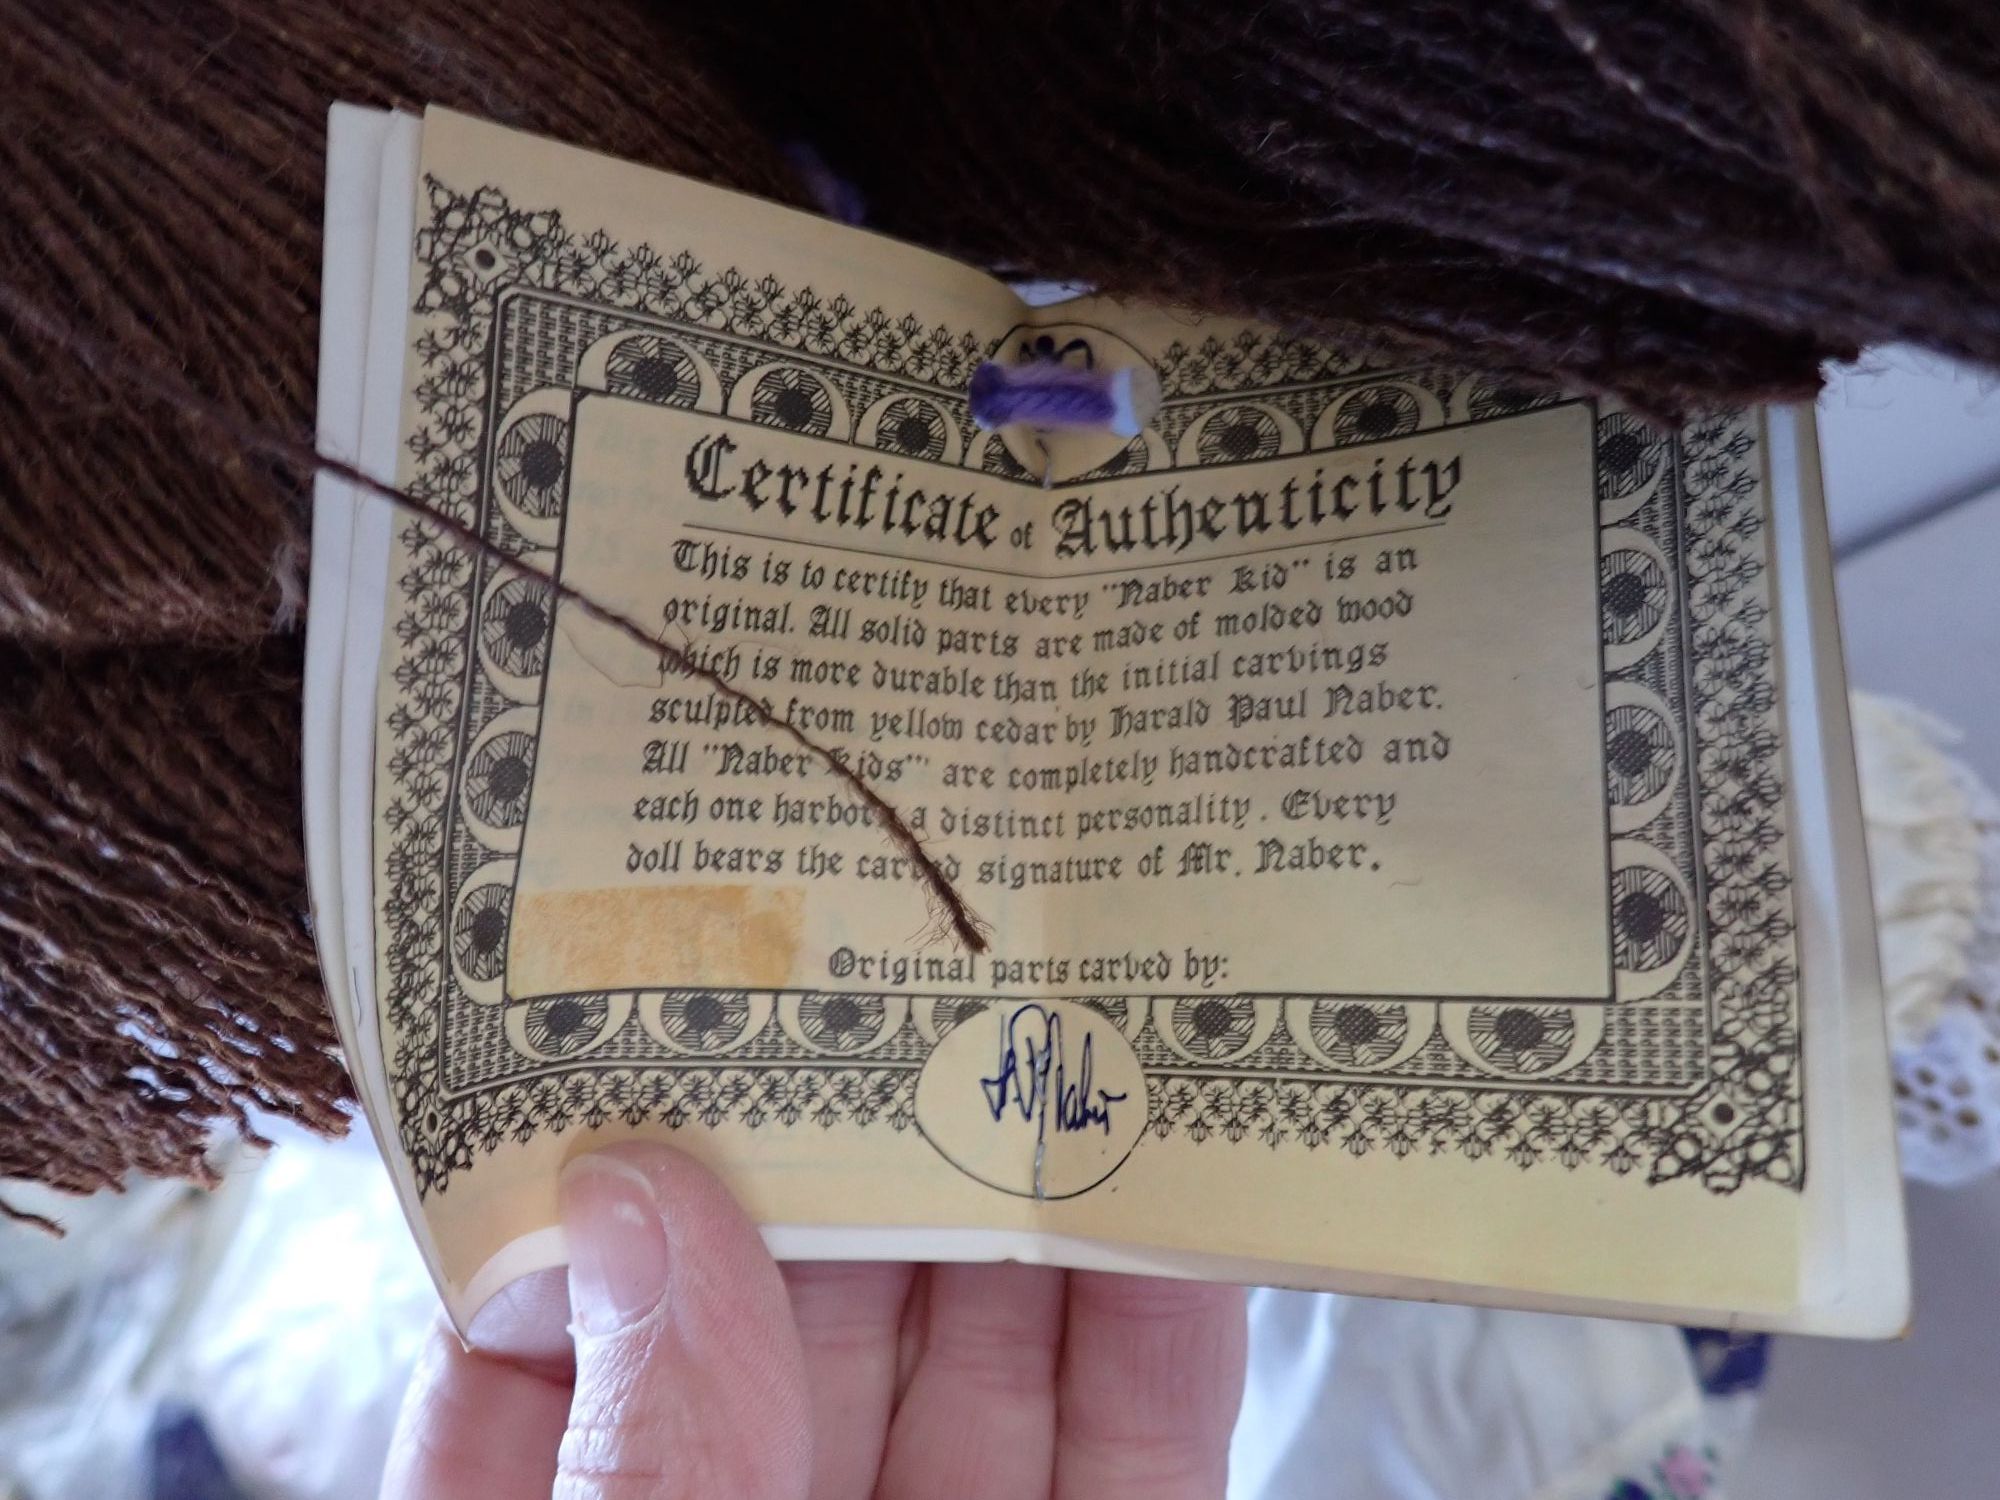 Certificate of Authenticity
This is to certify that every "Naber Kid" is an
original. All solid parts are made of molded wood
which is more durable than the initial carvings
sculpted from yellow cedar by Harald Paul Naber.
All "Naber Kids"" are completely handcrafted and
each one harbors a distinct personality. Every
doll bears the carved signature of Mr. Naber.
Original parts carved by:
H.P. Naber